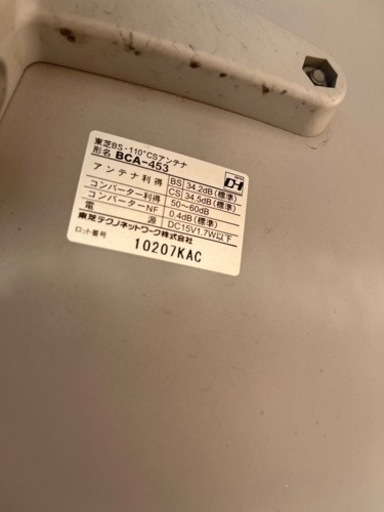 東芝BS・110°CSアンテナ
形名 BCA-453
DH
アンテナ利得 BS 34.2dB(標準)
CS 34.5dB(標準)
コンバーター利得 50～60dB
コンバーターNF 0.4dB(標準)
電源 DC15V1.7W以下
東芝テクノネットワーク株式会社
ロット番号 10207KAC